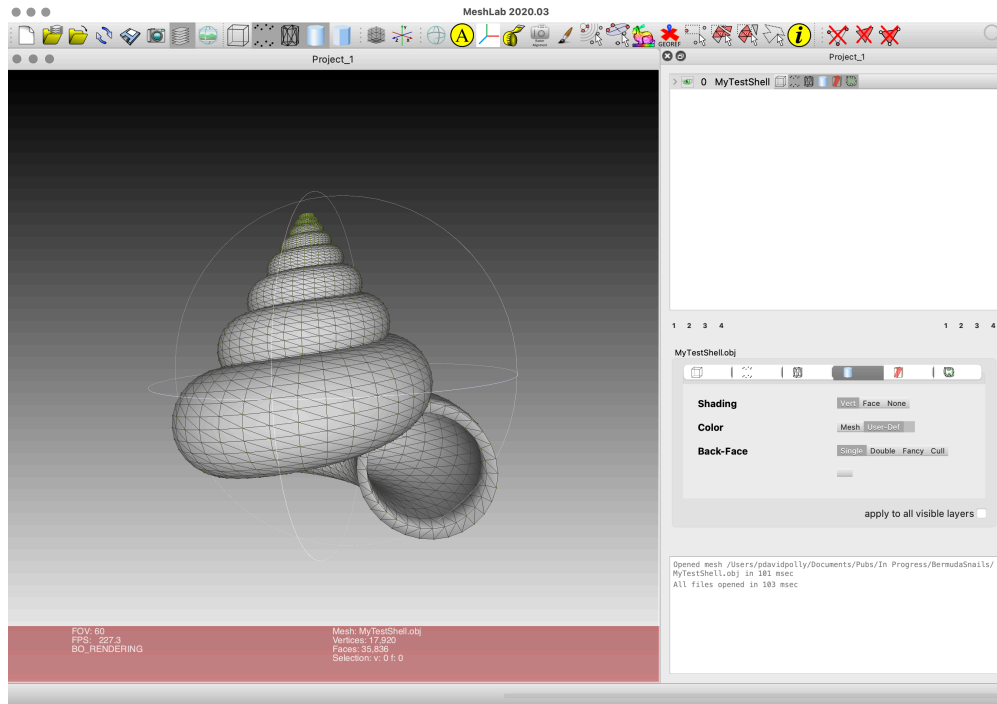 MeshLab 2020.03
A
i
GEOREF
Project_1
Project_1
0 MyTestShell
1 2 3 4
1 2 3 4
MyTestShell.obj
Shading Vert Face None
Color Mesh User-Def
Back-Face Single Double Fancy Cull
apply to all visible layers
Opened mesh /Users/pdavidpolly/Documents/Pubs/In Progress/BermudaSnails/
MyTestShell.obj in 101 msec
All files opened in 103 msec
FOV: 60
FPS: 227.3
BO_RENDERING
Mesh: MyTestShell.obj
Vertices: 17,920
Faces: 35,836
Selection: v: 0 f: 0